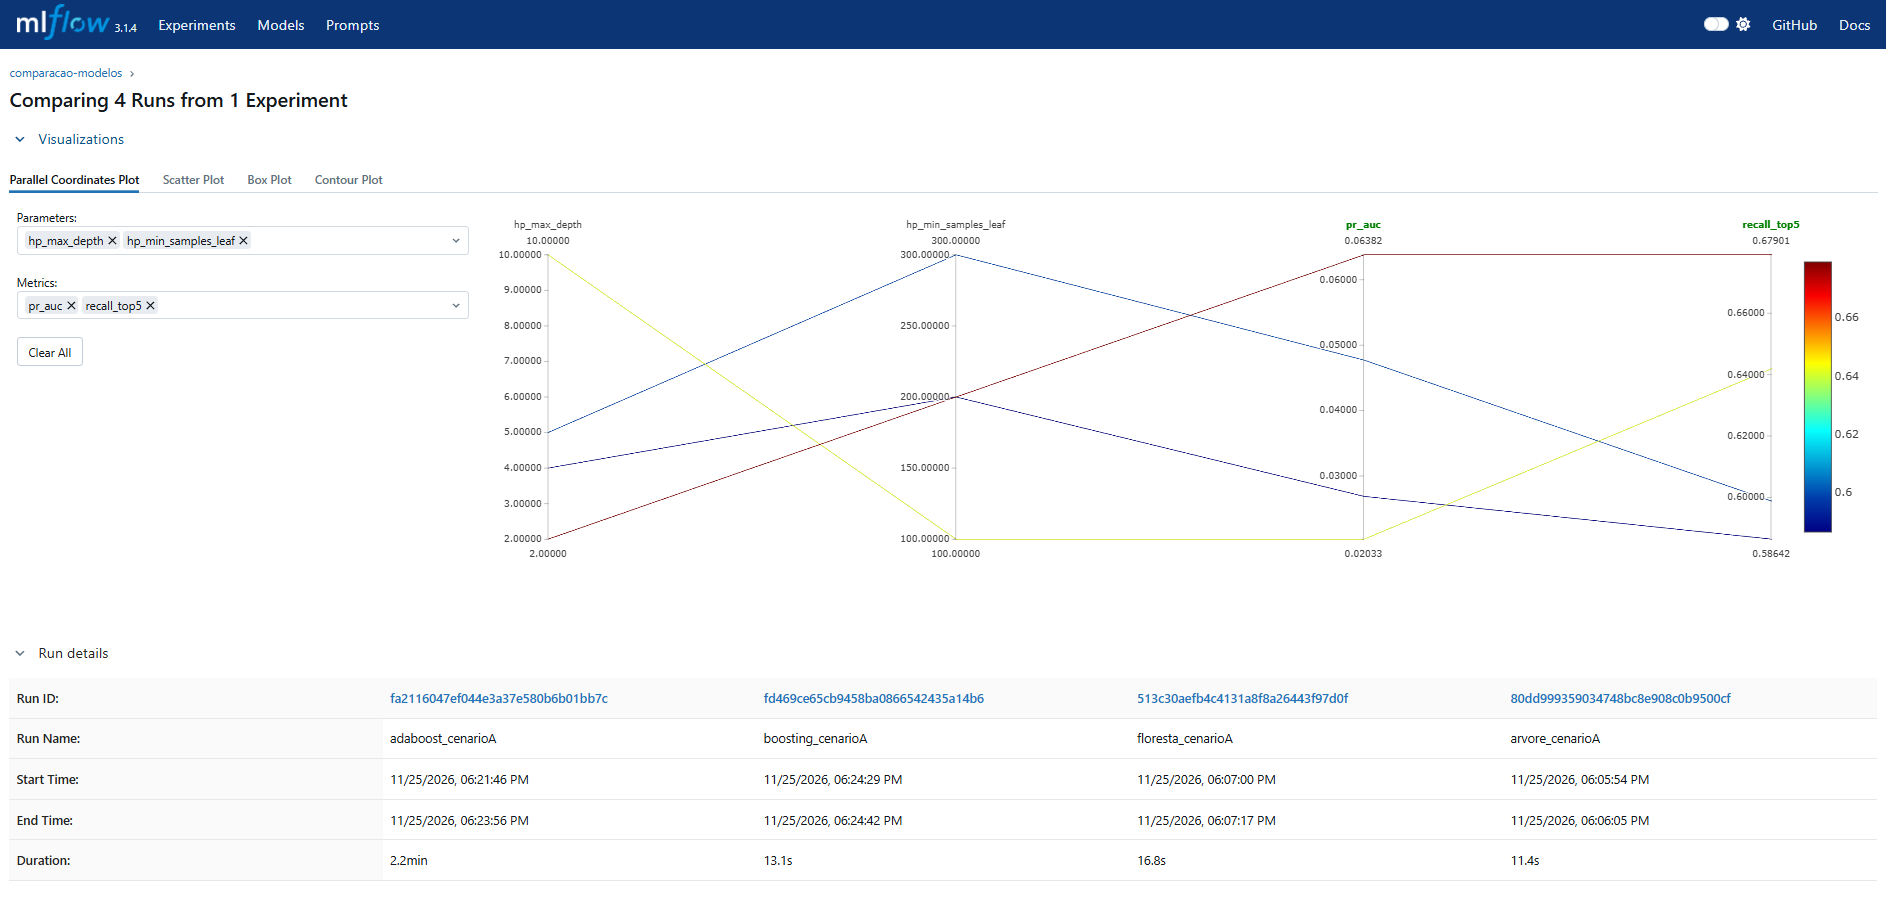 mlflow 3.1.4 Experiments Models Prompts GitHub Docs
comparacao-modelos ›
Comparing 4 Runs from 1 Experiment
Visualizations
Parallel Coordinates Plot Scatter Plot Box Plot Contour Plot
Parameters:
hp_max_depth ✕ hp_min_samples_leaf ✕
Metrics:
pr_auc ✕ recall_top5 ✕
Clear All
hp_max_depth
10.00000
10.00000
9.00000
8.00000
7.00000
6.00000
5.00000
4.00000
3.00000
2.00000
2.00000
hp_min_samples_leaf
300.00000
300.00000
250.00000
200.00000
150.00000
100.00000
100.00000
pr_auc
0.06382
0.06000
0.05000
0.04000
0.03000
0.02033
recall_top5
0.67901
0.66000
0.64000
0.62000
0.60000
0.58642
0.66
0.64
0.62
0.6
Run details
Run ID: fa2116047ef044e3a37e580b6b01bb7c fd469ce65cb9458ba0866542435a14b6 513c30aefb4c4131a8f8a26443f97d0f 80dd999359034748bc8e908c0b9500cf
Run Name: adaboost_cenarioA boosting_cenarioA floresta_cenarioA arvore_cenarioA
Start Time: 11/25/2026, 06:21:46 PM 11/25/2026, 06:24:29 PM 11/25/2026, 06:07:00 PM 11/25/2026, 06:05:54 PM
End Time: 11/25/2026, 06:23:56 PM 11/25/2026, 06:24:42 PM 11/25/2026, 06:07:17 PM 11/25/2026, 06:06:05 PM
Duration: 2.2min 13.1s 16.8s 11.4s